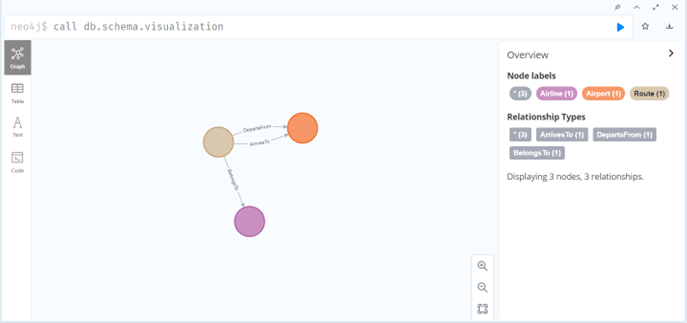 neo4j$ call db.schema.visualization
Graph
Table
Text
Code
DepartsFrom
ArrivesTo
BelongsTo
Overview
Node labels
* (3) Airline (1) Airport (1) Route (1)
Relationship Types
* (3) ArrivesTo (1) DepartsFrom (1)
BelongsTo (1)
Displaying 3 nodes, 3 relationships.